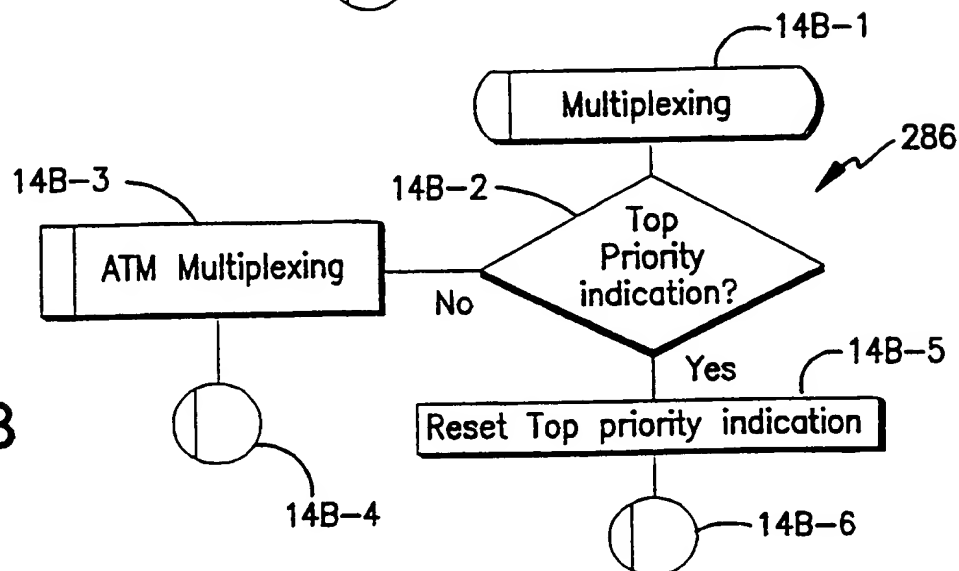 14B-1
Multiplexing
286
14B-3
14B-2
Top
Priority
indication?
ATM Multiplexing
No
Yes
14B-5
Reset Top priority indication
B
14B-4
14B-6